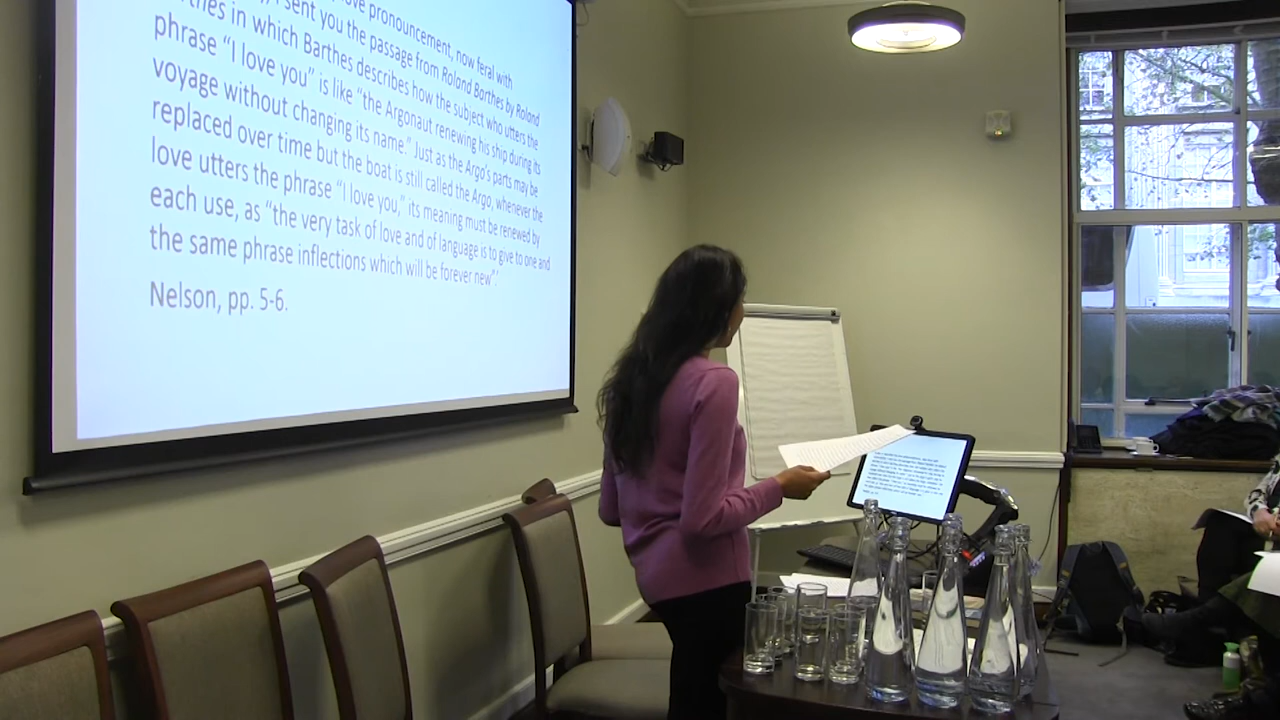 ve pronouncement, now feral with
I sent you the passage from Roland Barthes by Roland
rthes in which Barthes describes how the subject who utters the
phrase “I love you” is like “the Argonaut renewing his ship during its
voyage without changing its name.” Just as the Argo’s parts may be
replaced over time but the boat is still called the Argo, whenever the
love utters the phrase “I love you,” its meaning must be renewed by
each use, as “the very task of love and of language is to give to one and
the same phrase inflections which will be forever new”’
Nelson, pp. 5-6.